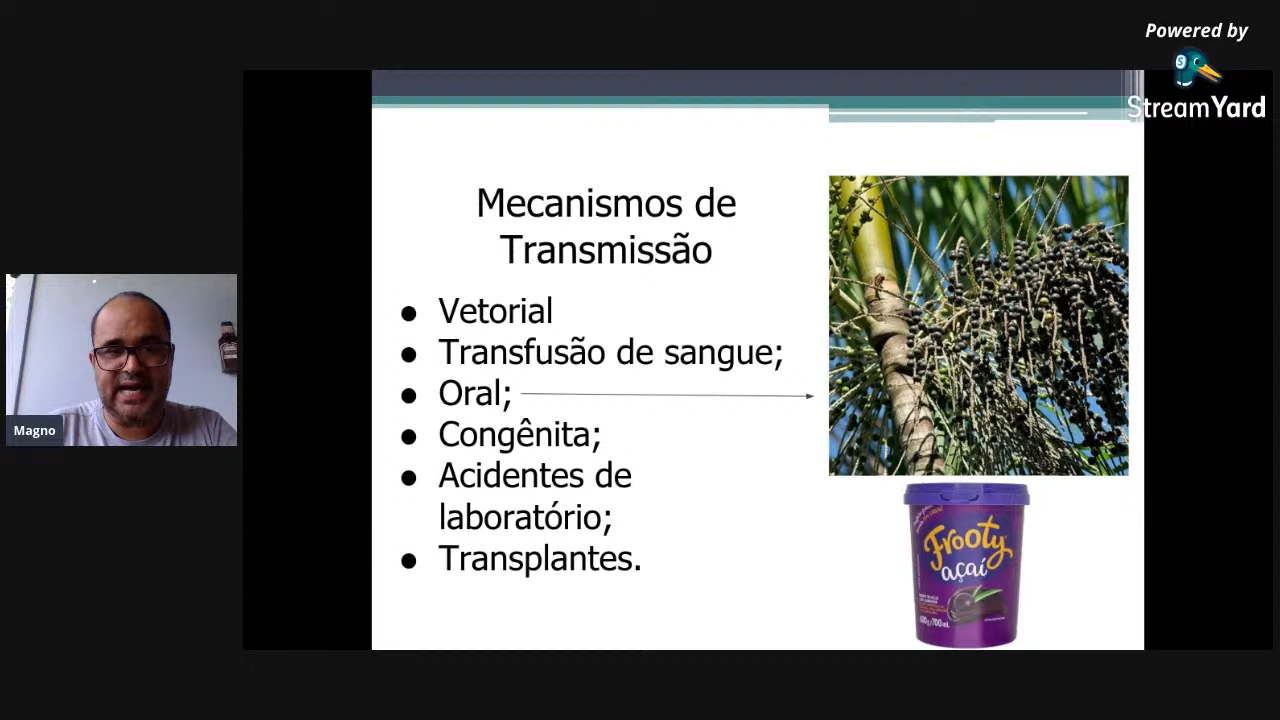 Powered by
StreamYard
Mecanismos de
Transmissão
● Vetorial
● Transfusão de sangue;
● Oral;
● Congênita;
● Acidentes de
laboratório;
● Transplantes.
Magno
Frooty
açaí